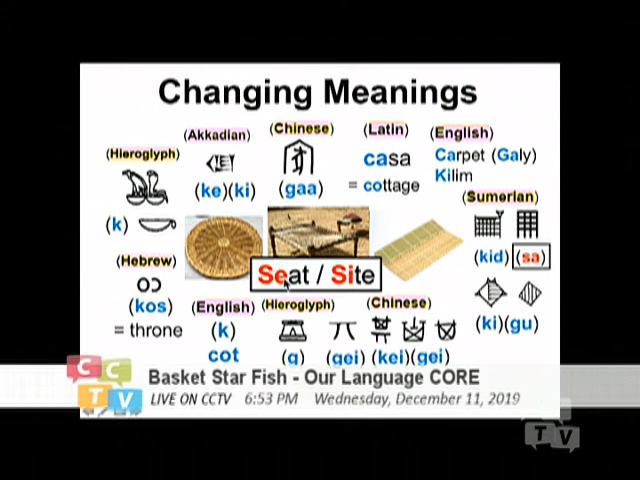 Changing Meanings
(Hieroglyph)
(Akkadian)
(Chinese)
(Latin)
(English)
(ke)(ki)
(gaa)
casa
= cottage
Carpet (Galy)
Kilim
(Sumerian)
(k)
(kid) (sa)
(ki)(gu)
Seat / Site
(Hebrew)
(kos)
= throne
(English)
(k)
cot
(Hieroglyph)
(g)
(Chinese)
(gei) (kei)(gei)
Basket Star Fish - Our Language CORE
LIVE ON CCTV 6:53 PM Wednesday, December 11, 2019
C C
T V
T V